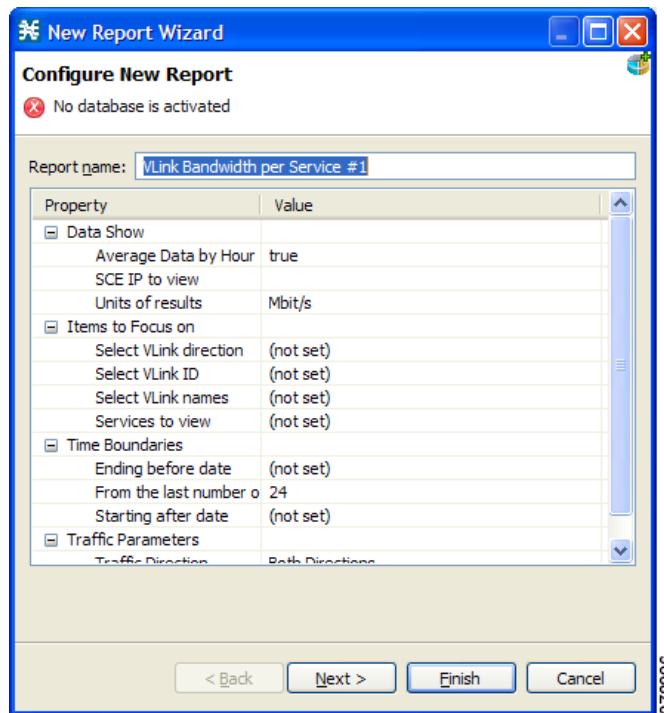 New Report Wizard
Configure New Report
No database is activated
Report name: VLink Bandwidth per Service #1
Property Value
Data Show
Average Data by Hour true
SCE IP to view
Units of results Mbit/s
Items to Focus on
Select VLink direction (not set)
Select VLink ID (not set)
Select VLink names (not set)
Services to view (not set)
Time Boundaries
Ending before date (not set)
From the last number o 24
Starting after date (not set)
Traffic Parameters
Traffic Direction Both Directions
< Back Next > Finish Cancel